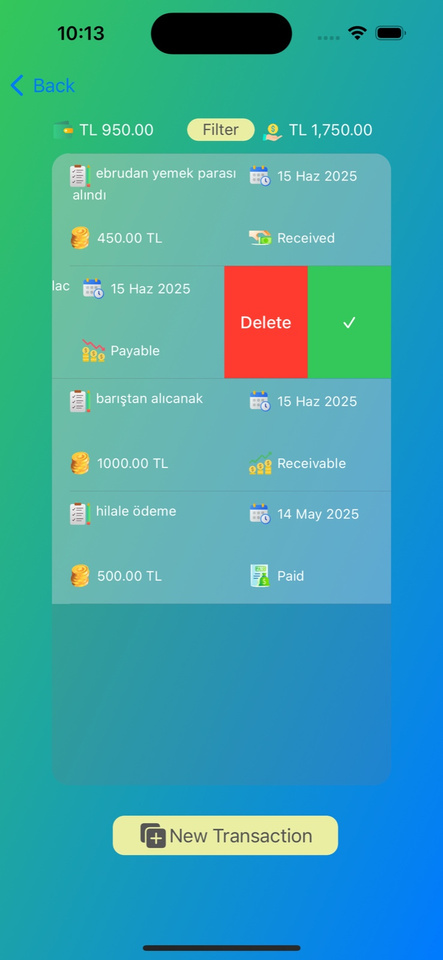 10:13
Back
TL 950.00
Filter
TL 1,750.00
ebrudan yemek parası
alındı
15 Haz 2025
450.00 TL
Received
lac
15 Haz 2025
Delete
✓
Payable
barıştan alıcanak
15 Haz 2025
1000.00 TL
Receivable
hilale ödeme
14 May 2025
500.00 TL
Paid
New Transaction